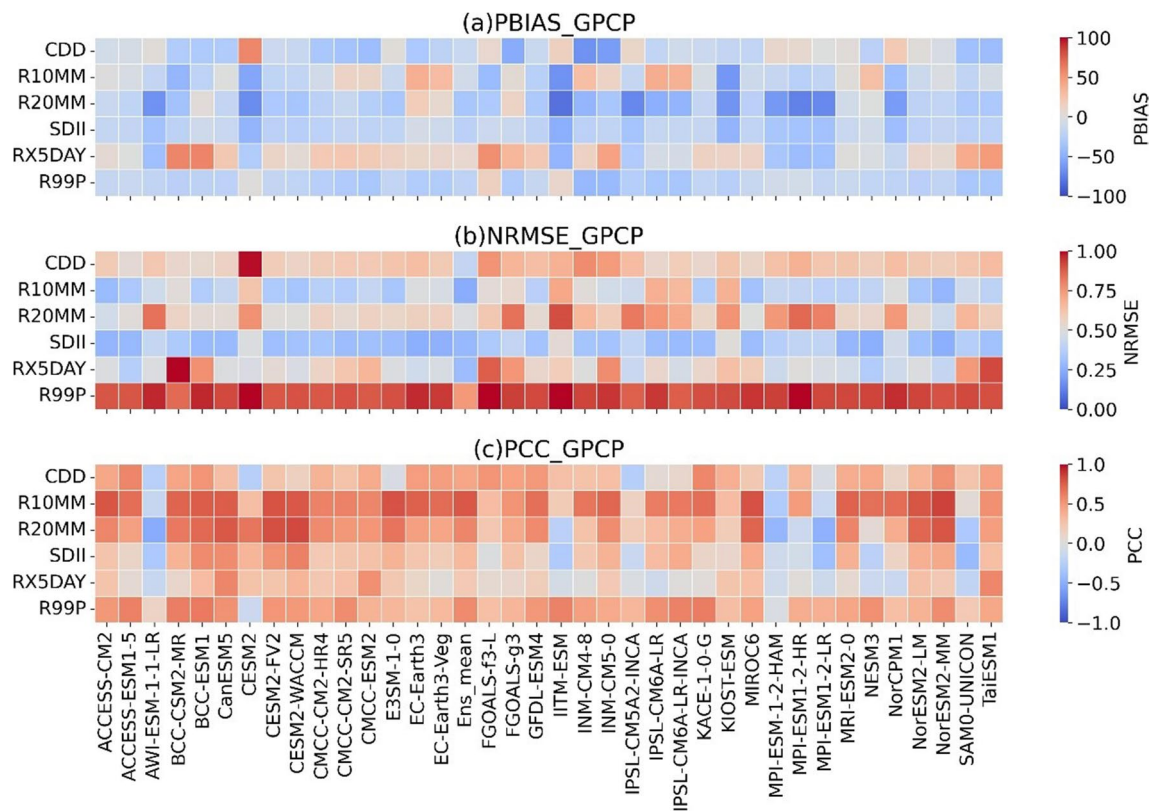 (a)PBIAS_GPCP
CDD
R10MM
R20MM
SDII
RX5DAY
R99P
100
50
0
−50
−100
PBIAS
(b)NRMSE_GPCP
CDD
R10MM
R20MM
SDII
RX5DAY
R99P
1.00
0.75
0.50
0.25
0.00
NRMSE
(c)PCC_GPCP
CDD
R10MM
R20MM
SDII
RX5DAY
R99P
1.0
0.5
0.0
−0.5
−1.0
PCC
ACCESS-CM2
ACCESS-ESM1-5
AWI-ESM-1-1-LR
BCC-CSM2-MR
BCC-ESM1
CanESM5
CESM2
CESM2-FV2
CESM2-WACCM
CMCC-CM2-HR4
CMCC-CM2-SR5
CMCC-ESM2
E3SM-1-0
EC-Earth3
EC-Earth3-Veg
Ens_mean
FGOALS-f3-L
FGOALS-g3
GFDL-ESM4
IITM-ESM
INM-CM4-8
INM-CM5-0
IPSL-CM5A2-INCA
IPSL-CM6A-LR
IPSL-CM6A-LR-INCA
KACE-1-0-G
KIOST-ESM
MIROC6
MPI-ESM-1-2-HAM
MPI-ESM1-2-HR
MPI-ESM1-2-LR
MRI-ESM2-0
NESM3
NorCPM1
NorESM2-LM
NorESM2-MM
SAM0-UNICON
TaiESM1